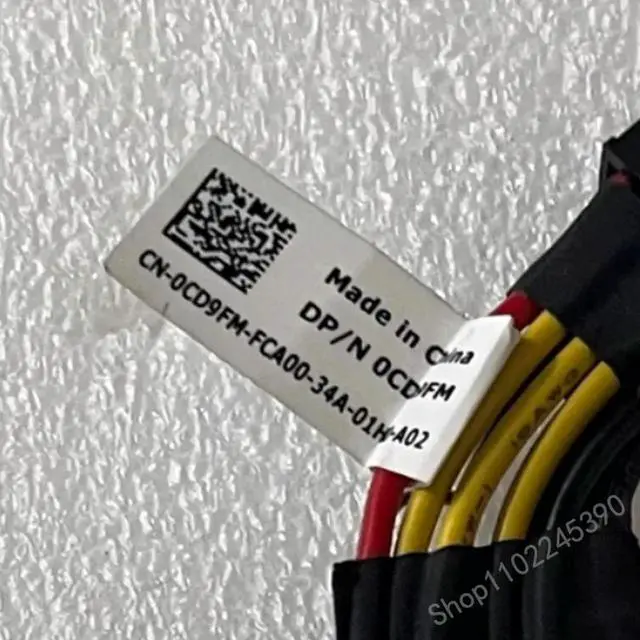 Made in China
DP/N 0CD9FM
CN-0CD9FM-FCA00-34A-01H-A02
Shop1102245390